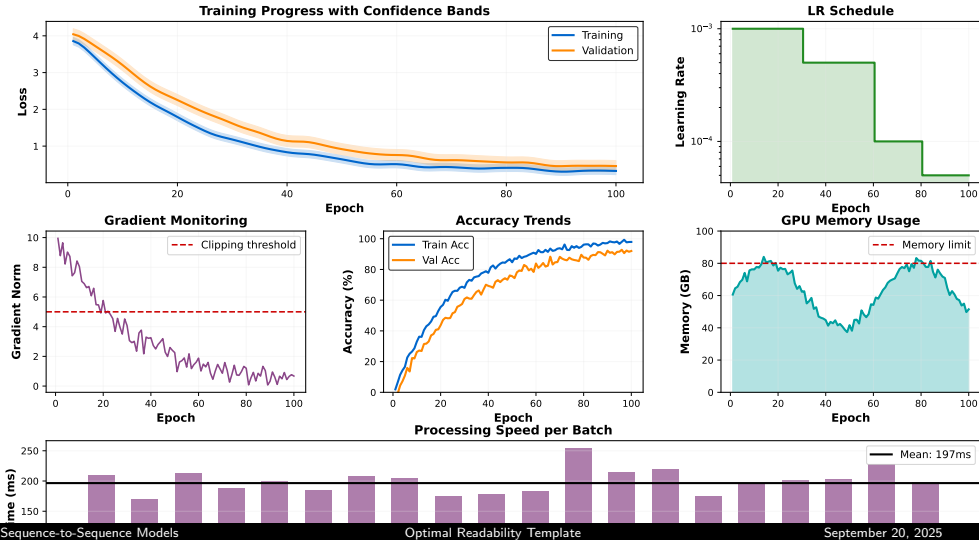 Training Progress with Confidence Bands
LR Schedule
Loss
4
3
2
1
Training
Validation
0 20 40 60 80 100
Epoch
Learning Rate
10⁻³
10⁻⁴
0 20 40 60 80 100
Epoch
Gradient Monitoring
Gradient Norm
10
8
6
4
2
0
Clipping threshold
0 20 40 60 80 100
Epoch
Accuracy Trends
Accuracy (%)
100
80
60
40
20
0
Train Acc
Val Acc
0 20 40 60 80 100
Epoch
GPU Memory Usage
Memory (GB)
100
80
60
40
20
0
Memory limit
0 20 40 60 80 100
Epoch
Processing Speed per Batch
(ms)
250
200
150
Mean: 197ms
Sequence-to-Sequence Models
Optimal Readability Template
September 20, 2025